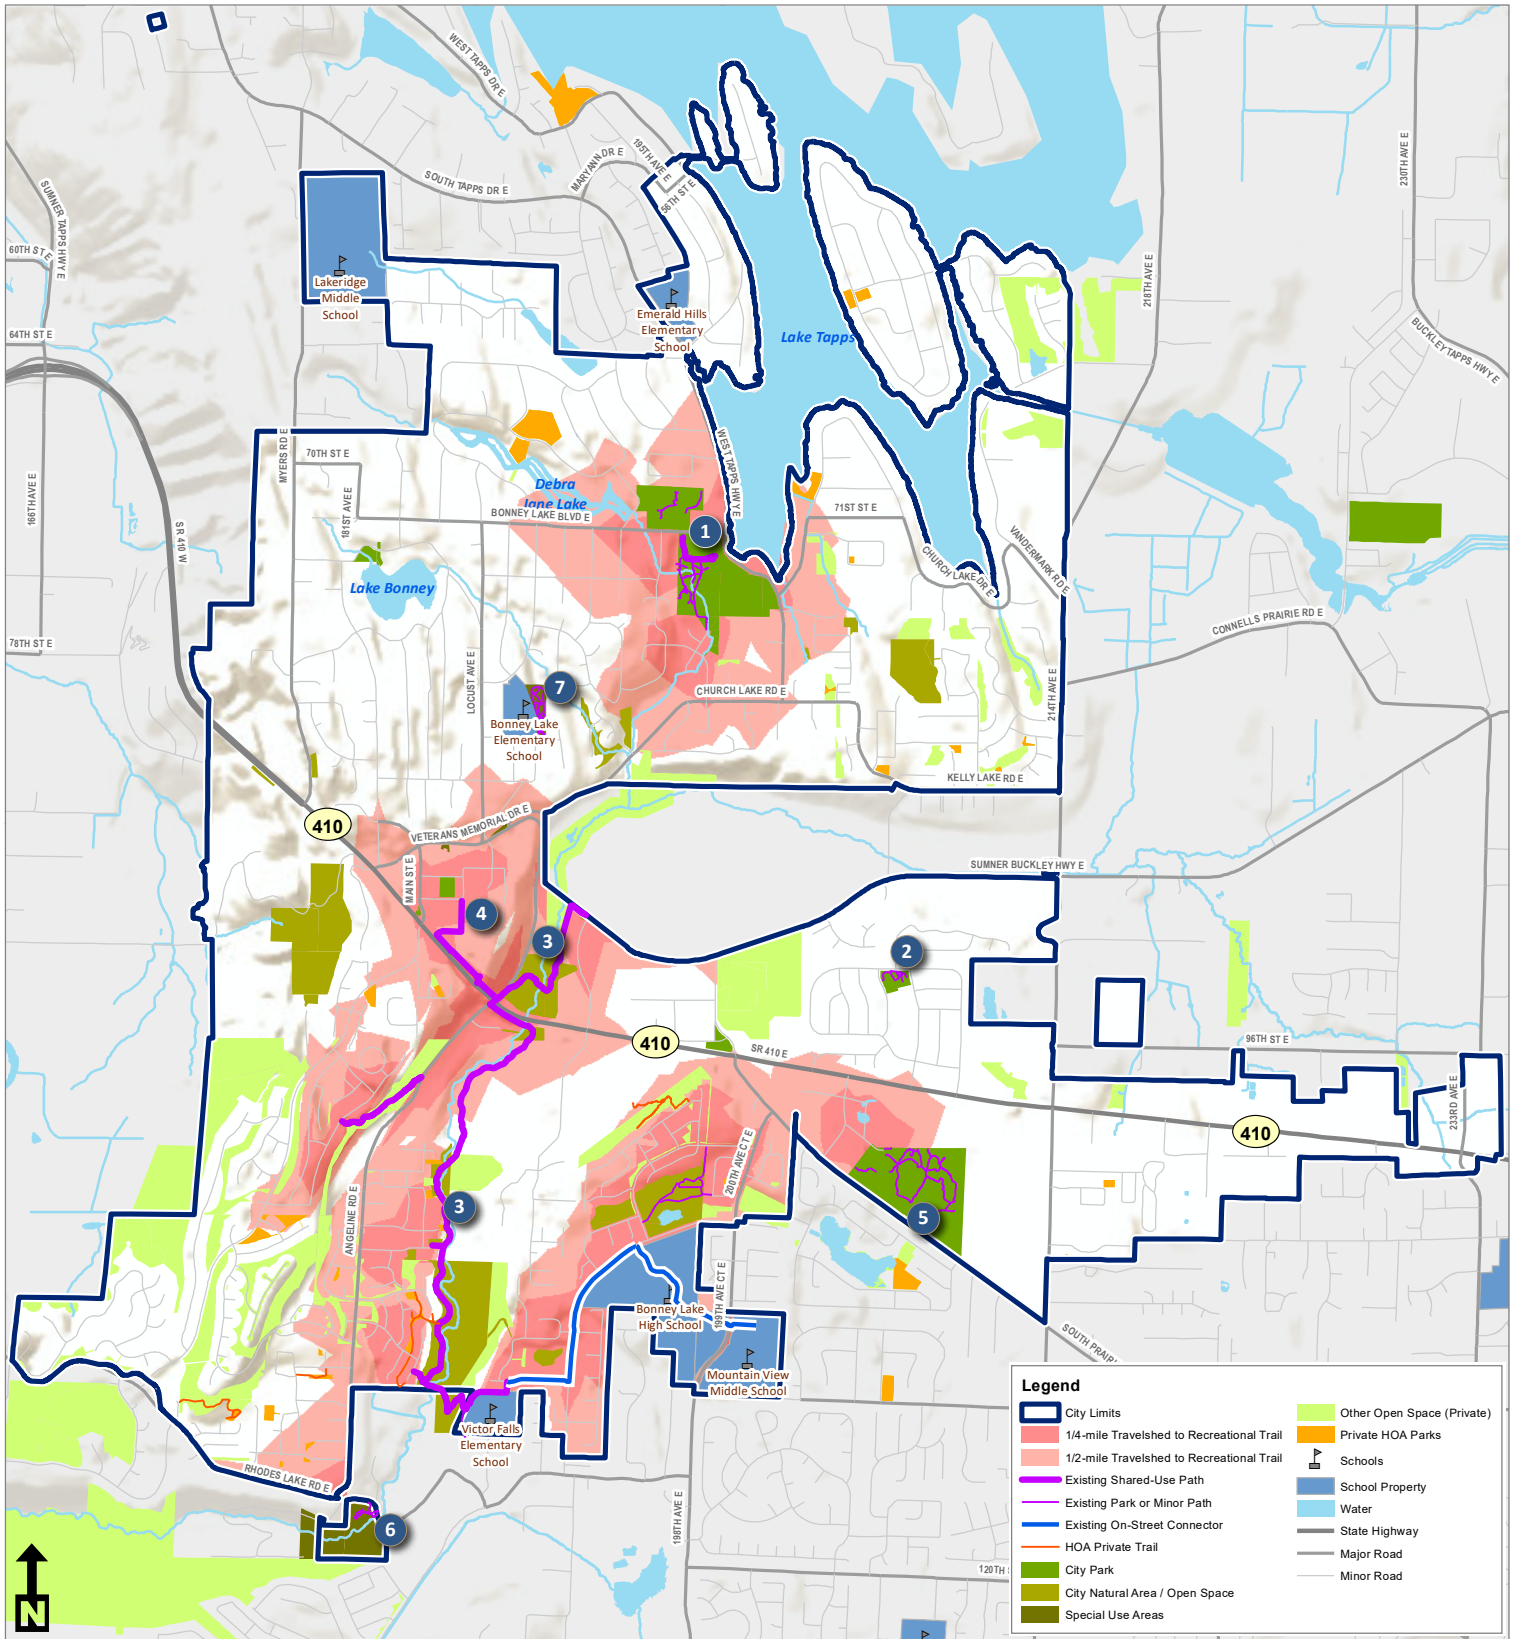 WEST TAPPS DR E
195TH AVE E
MARYANN DR E
SOUTH TAPPS DR E
56TH ST E
SUMNER TAPPS HWY E
60TH ST E
230TH AVE E
218TH AVE E
Lakeridge
Middle
School
Emerald Hills
Elementary
School
Lake Tapps
64TH ST E
BUCKLEY TAPPS HWY E
MYERS RD E
70TH ST E
WEST TAPPS HWY E
166TH AVE E
181ST AVE E
Debra
Jane Lake
BONNEY LAKE BLVD E
71ST ST E
SR 410 W
1
VANDERMARK RD E
CHURCH LAKE DR E
Lake Bonney
78TH ST E
CONNELLS PRAIRIE RD E
LOCUST AVE E
7
CHURCH LAKE RD E
214TH AVE E
Bonney Lake
Elementary
School
KELLY LAKE RD E
410
VETERANS MEMORIAL DR E
MAIN ST E
SUMNER BUCKLEY HWY E
4
3
2
410
SR 410 E
96TH ST E
233RD AVE E
410
200TH AVE CT E
ANGELINE RD E
3
5
199TH AVE CT E
Bonney Lake
High School
SOUTH PRAIRI
Mountain View
Middle School
Victor Falls
Elementary
School
RHODES LAKE RD E
6
198TH AVE E
120TH S
N
Legend
City Limits
1/4-mile Travelshed to Recreational Trail
1/2-mile Travelshed to Recreational Trail
Existing Shared-Use Path
Existing Park or Minor Path
Existing On-Street Connector
HOA Private Trail
City Park
City Natural Area / Open Space
Special Use Areas
Other Open Space (Private)
Private HOA Parks
Schools
School Property
Water
State Highway
Major Road
Minor Road